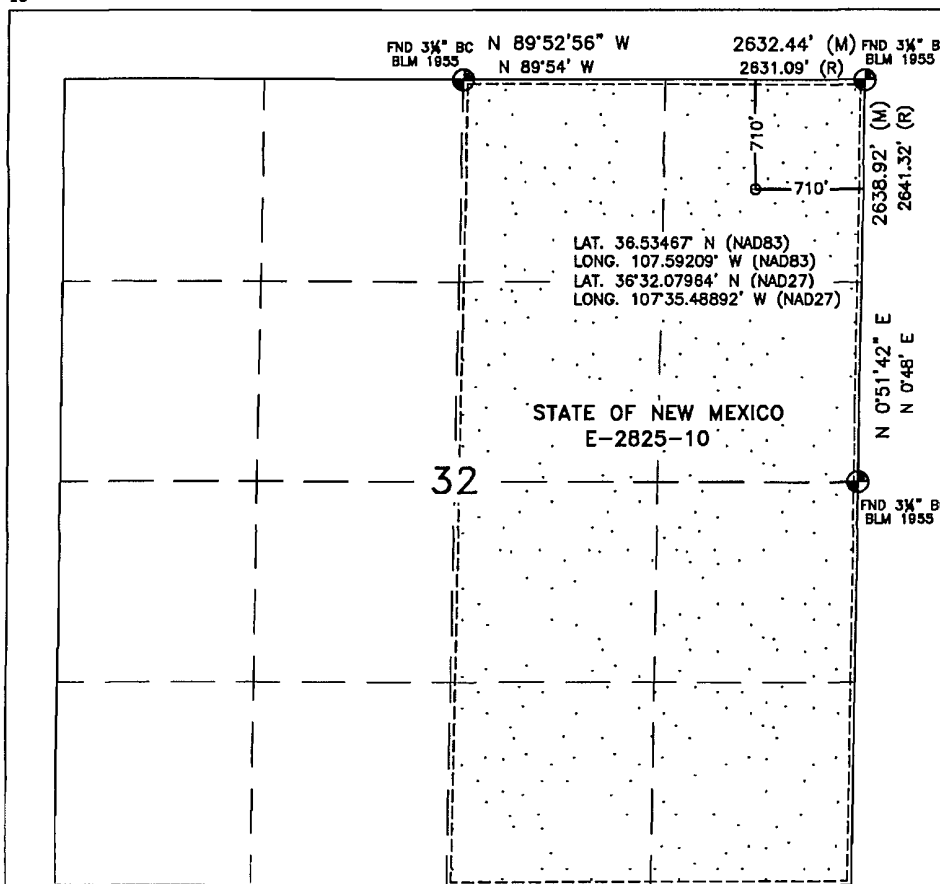 FND 3¼" BC N 89°52'56" W 2632.44' (M) FND 3¼" B
BLM 1955 N 89°54' W 2631.09' (R) BLM 1955
710'
710'
2638.92' (M)
2641.32' (R)
LAT. 36.53467° N (NAD83)
LONG. 107.59209° W (NAD83)
LAT. 36°32.07964' N (NAD27)
LONG. 107°35.48892' W (NAD27)
N 0°51'42" E
N 0°48' E
STATE OF NEW MEXICO
E-2825-10
32
FND 3¼" B
BLM 1955